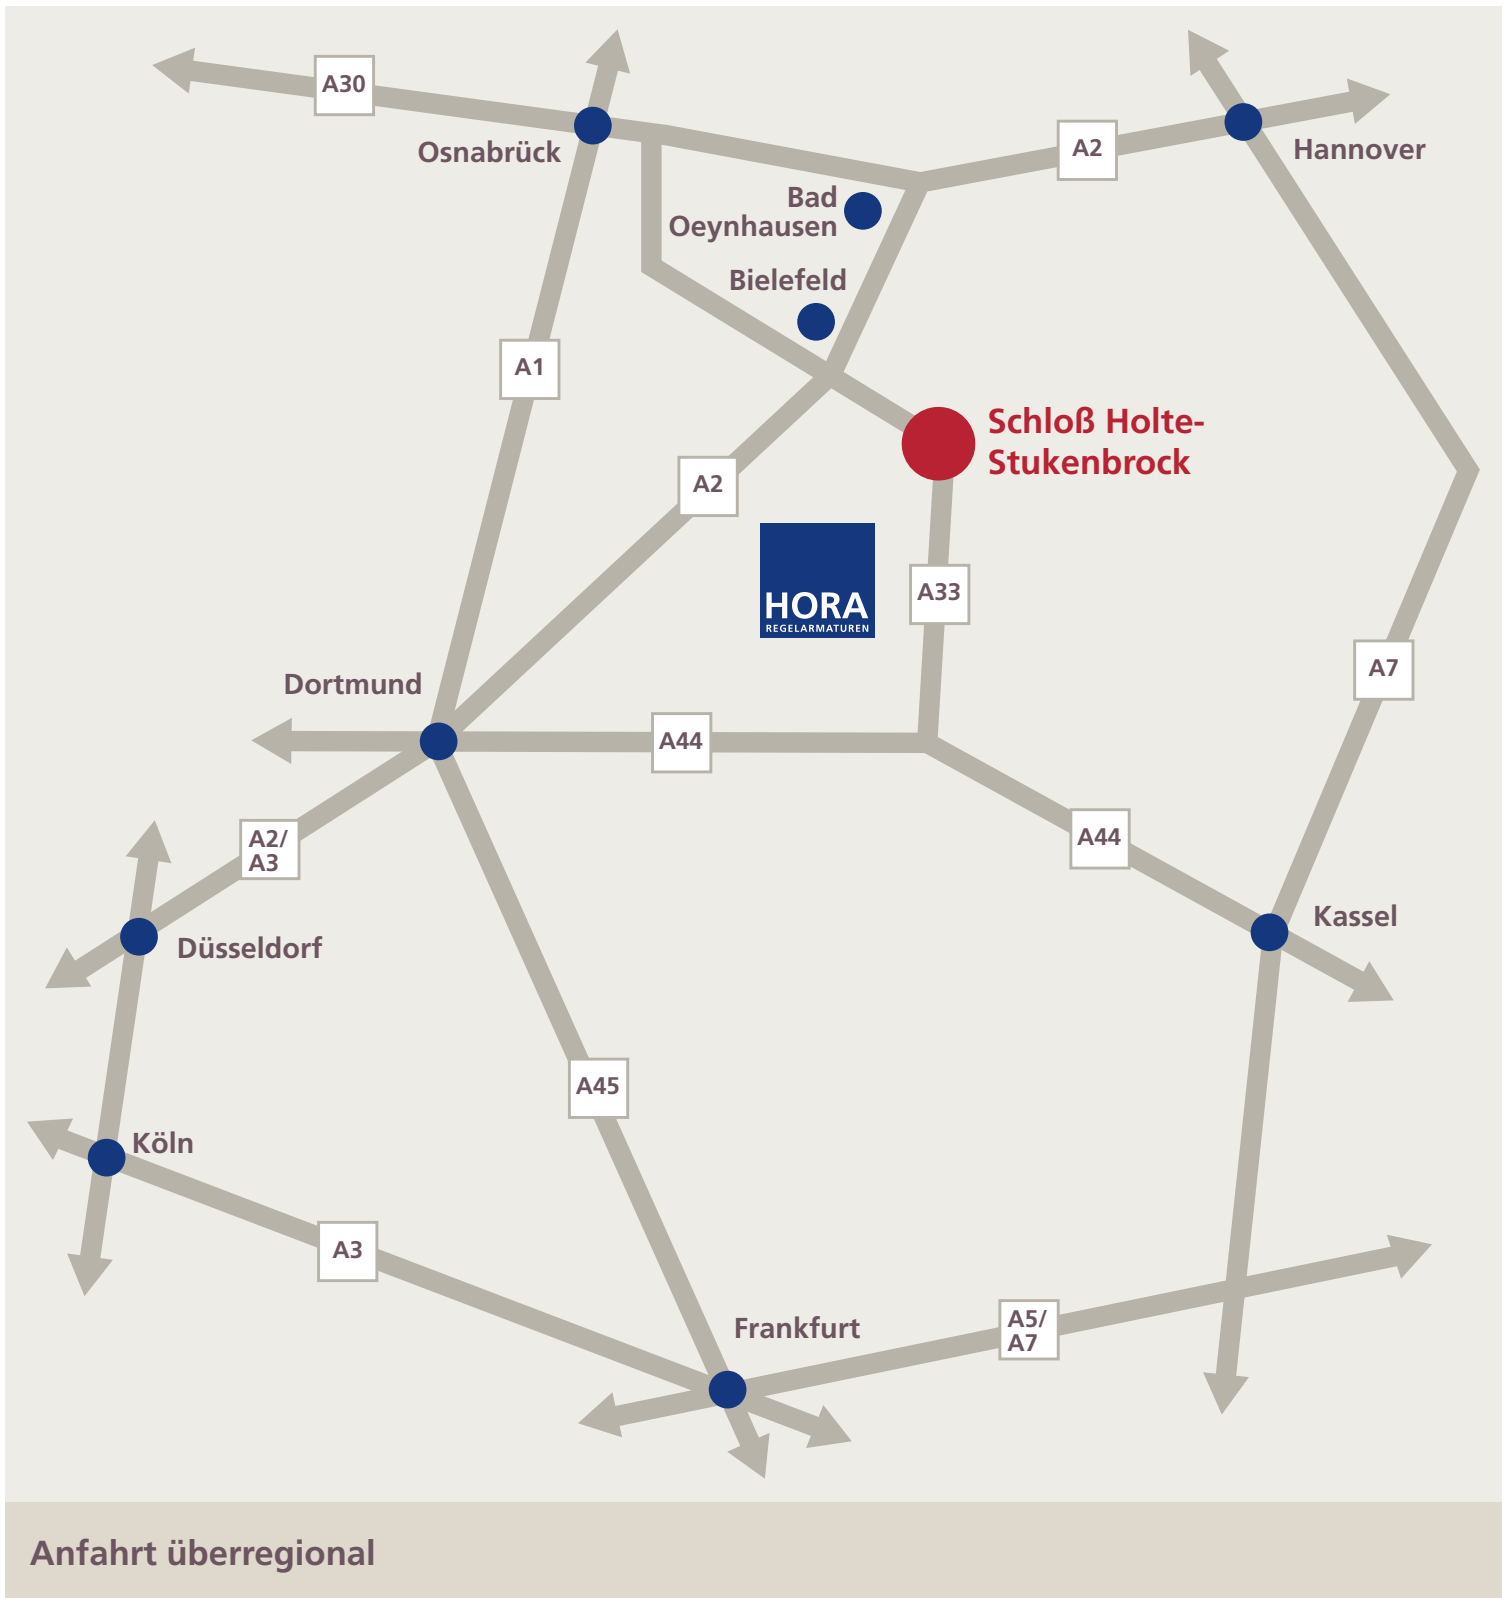 A30
Osnabrück
A2
Hannover
Bad
Oeynhausen
Bielefeld
A1
Schloß Holte-
Stukenbrock
A2
HORA
REGELARMATUREN
A33
A7
Dortmund
A44
A2/
A3
A44
Düsseldorf
Kassel
A45
Köln
A3
Frankfurt
A5/
A7
Anfahrt überregional